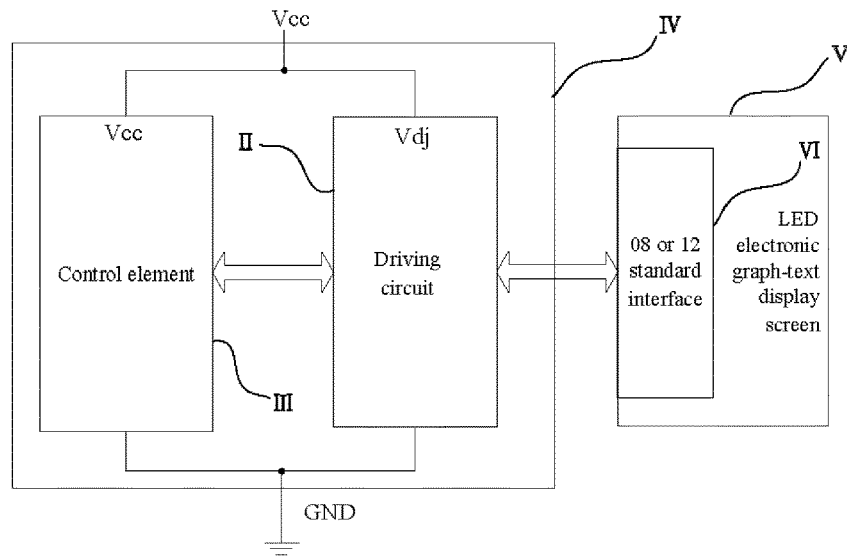 Vcc
IV
V
Vcc
II
Vdj
VI
Control element
Driving
circuit
08 or 12
standard
interface
LED
electronic
graph-text
display
screen
III
GND